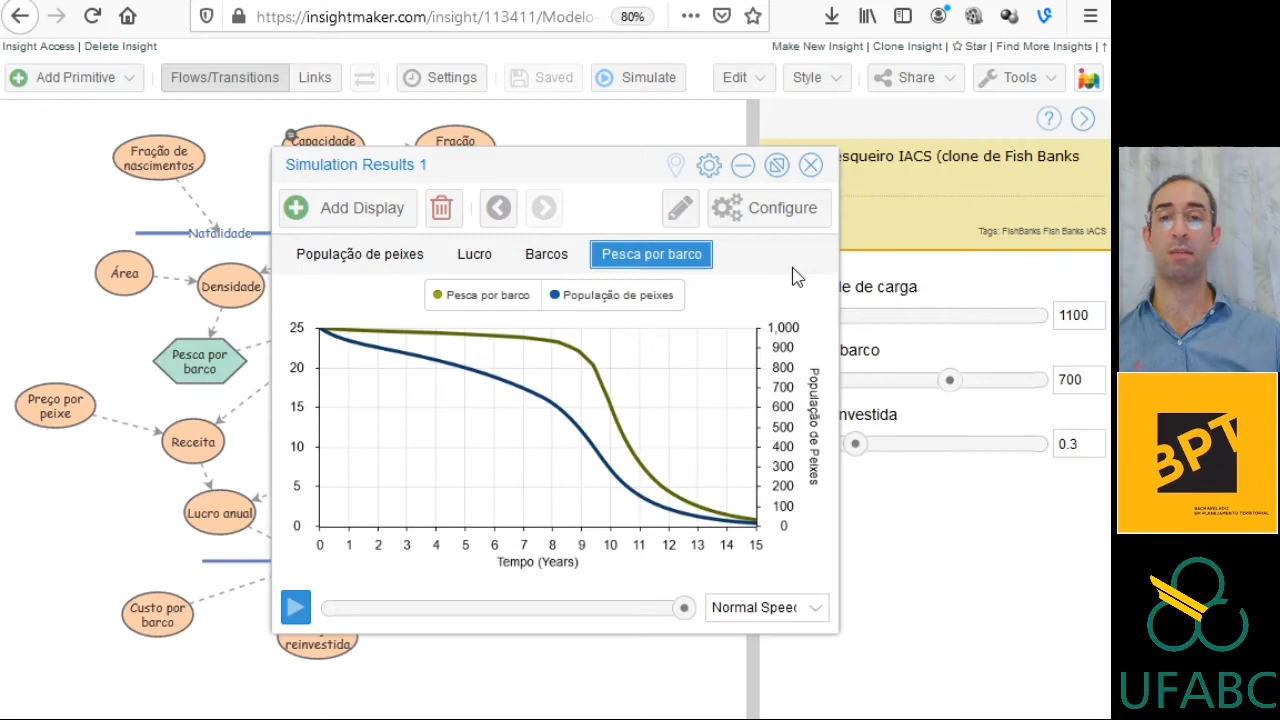 https://insightmaker.com/insight/113411/Modelo-
80%
Insight Access | Delete Insight
Make New Insight | Clone Insight | Star | Find More Insights | ↑
Add Primitive
Flows/Transitions
Links
Settings
Saved
Simulate
Edit
Style
Share
Tools
Fração de
nascimentos
Capacidade
Fração
Natalidade
Área
Densidade
Pesca por
barco
Preço por
peixe
Receita
Lucro anual
Custo por
barco
reinvestida
Simulation Results 1
Add Display
Configure
População de peixes
Lucro
Barcos
Pesca por barco
Pesca por barco
População de peixes
25
20
15
10
5
0
1,000
900
800
700
600
500
400
300
200
100
0
População de Peixes
0 1 2 3 4 5 6 7 8 9 10 11 12 13 14 15
Tempo (Years)
Normal Speec
?
esqueiro IACS (clone de Fish Banks
Tags: FishBanks Fish Banks IACS
de de carga
1100
barco
700
nvestida
0.3
BPT
BACHARELADO
EM PLANEJAMENTO TERRITORIAL
UFABC